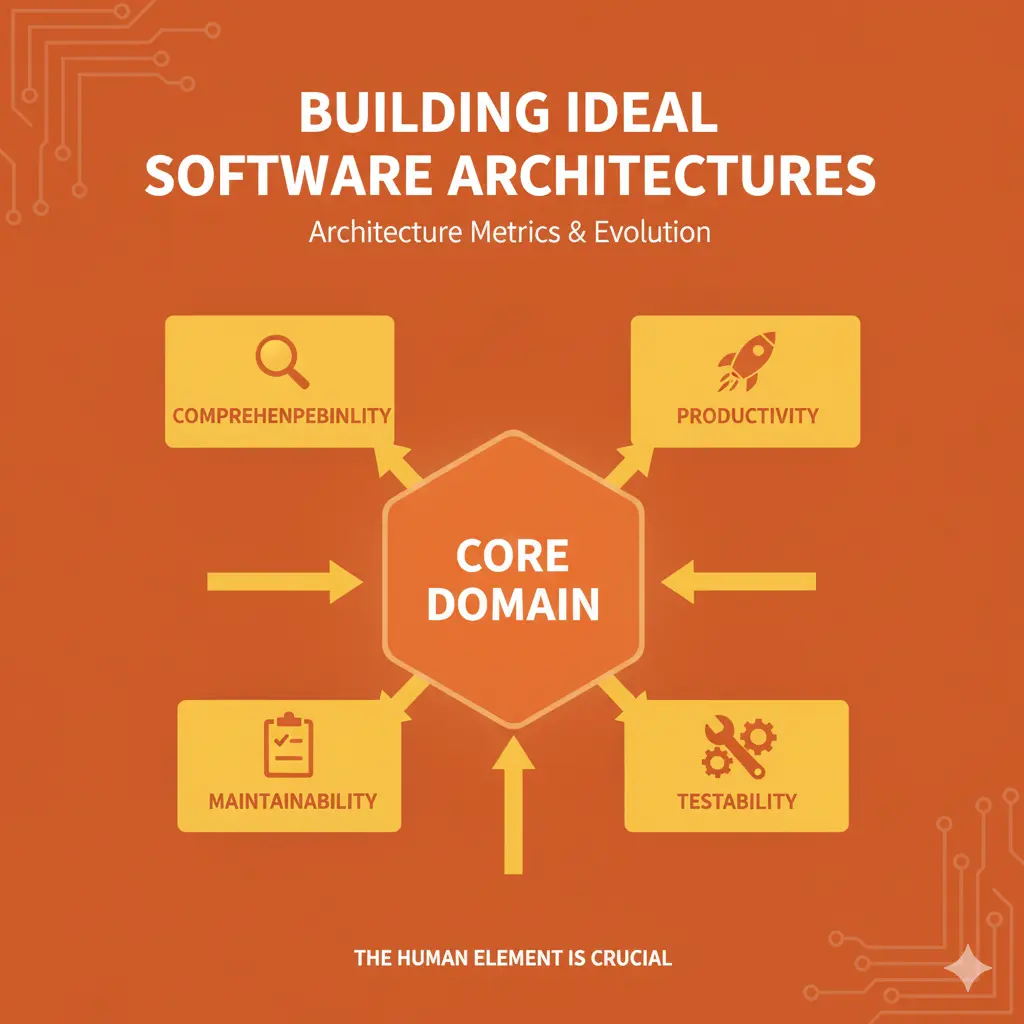 BUILDING IDEAL
SOFTWARE ARCHITECTURES
Architecture Metrics & Evolution
COMPREHENPEBINLITY
PRODUCTIVITY
CORE
DOMAIN
MAINTAINABILITY
TESTABILITY
THE HUMAN ELEMENT IS CRUCIAL